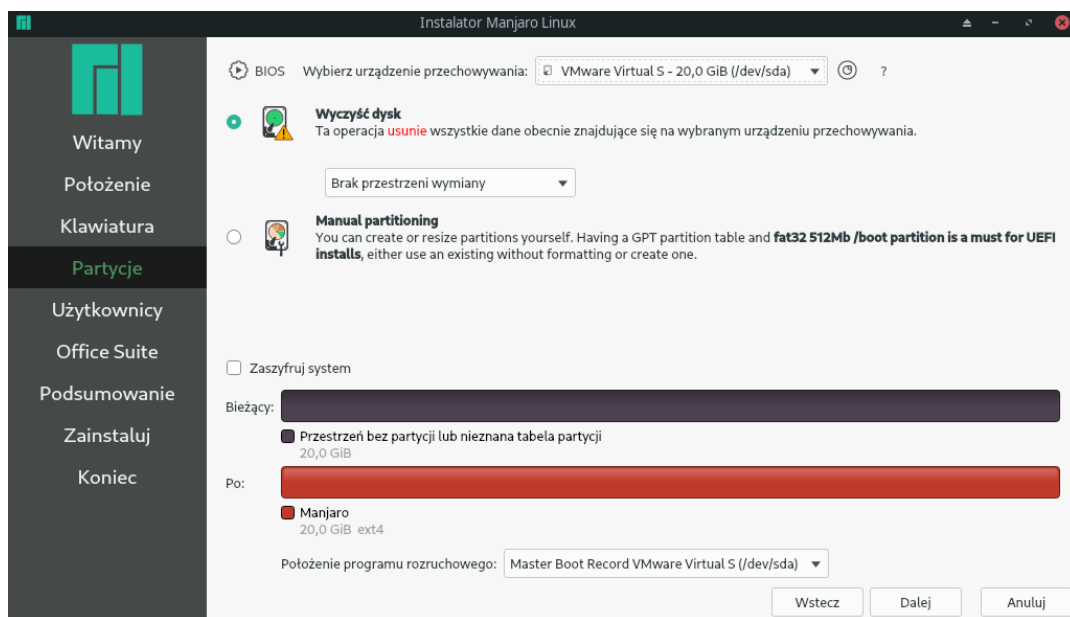 Instalator Manjaro Linux
Witamy
Położenie
Klawiatura
Partycje
Użytkownicy
Office Suite
Podsumowanie
Zainstaluj
Koniec
BIOS Wybierz urządzenie przechowywania: VMware Virtual S - 20,0 GiB (/dev/sda) ?
Wyczyść dysk
Ta operacja usunie wszystkie dane obecnie znajdujące się na wybranym urządzeniu przechowywania.
Brak przestrzeni wymiany
Manual partitioning
You can create or resize partitions yourself. Having a GPT partition table and fat32 512Mb /boot partition is a must for UEFI
installs, either use an existing without formatting or create one.
Zaszyfruj system
Bieżący:
Przestrzeń bez partycji lub nieznana tabela partycji
20,0 GiB
Po:
Manjaro
20,0 GiB ext4
Położenie programu rozruchowego: Master Boot Record VMware Virtual S (/dev/sda)
Wstecz Dalej Anuluj